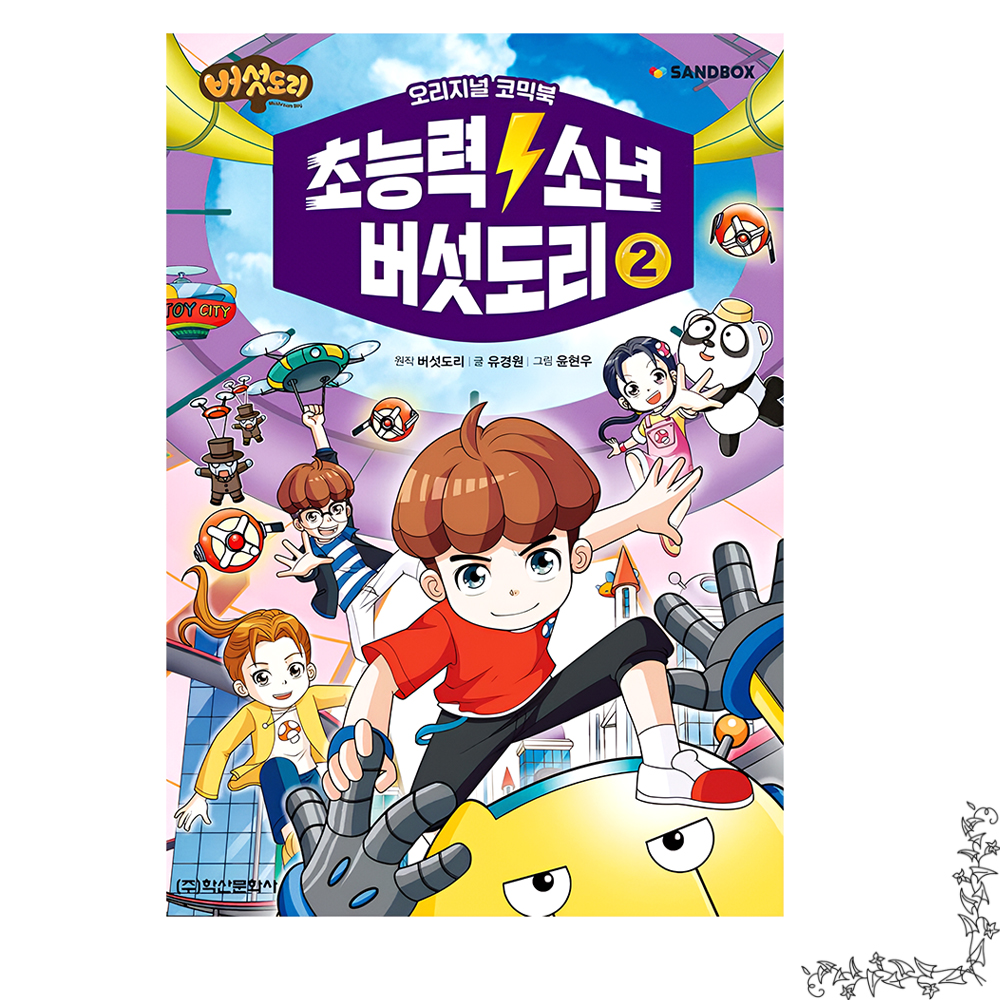 버섯도리
Mushroom Dori
SANDBOX
오리지널 코믹북
초능력 소년
버섯도리 2
원작 버섯도리 | 글 유경원 | 그림 윤현우
TOY CITY
(주)학산문화사